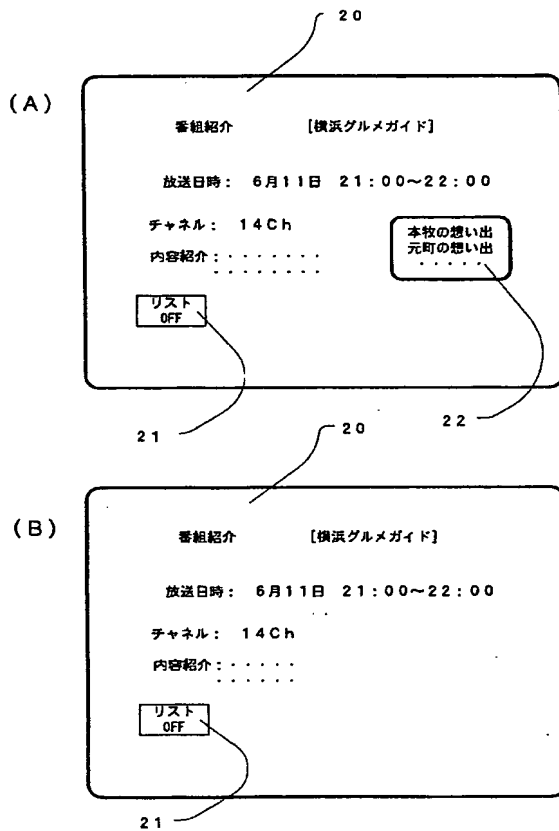 20
(A)
番組紹介 [横浜グルメガイド]
放送日時： 6月11日 21:00～22:00
チャネル： 14Ch
内容紹介：・・・・・・・
・・・・・・・
本牧の想い出
元町の想い出
・・・・・
リスト
OFF
21
22
20
(B)
番組紹介 [横浜グルメガイド]
放送日時： 6月11日 21:00～22:00
チャネル： 14Ch
内容紹介：・・・・・・
・・・・・・
リスト
OFF
21